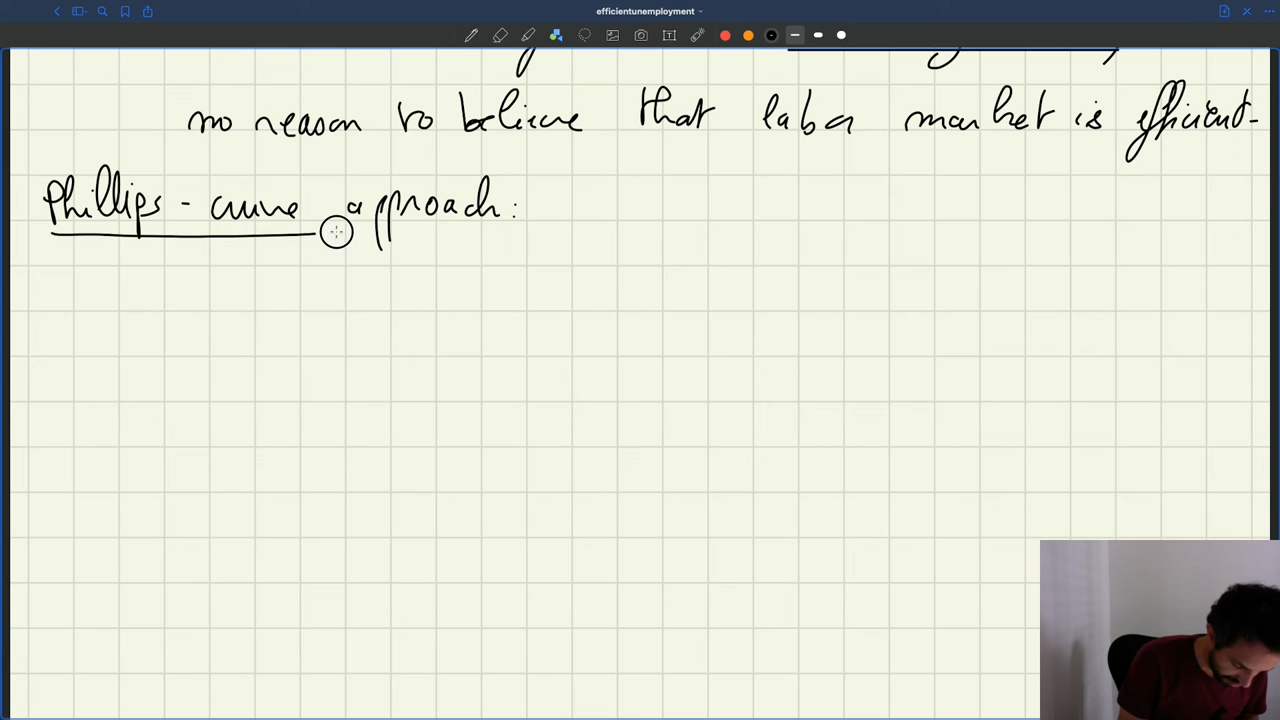 efficientunemployment
no reason to believe that labor market is efficient.
Phillips - curve approach: